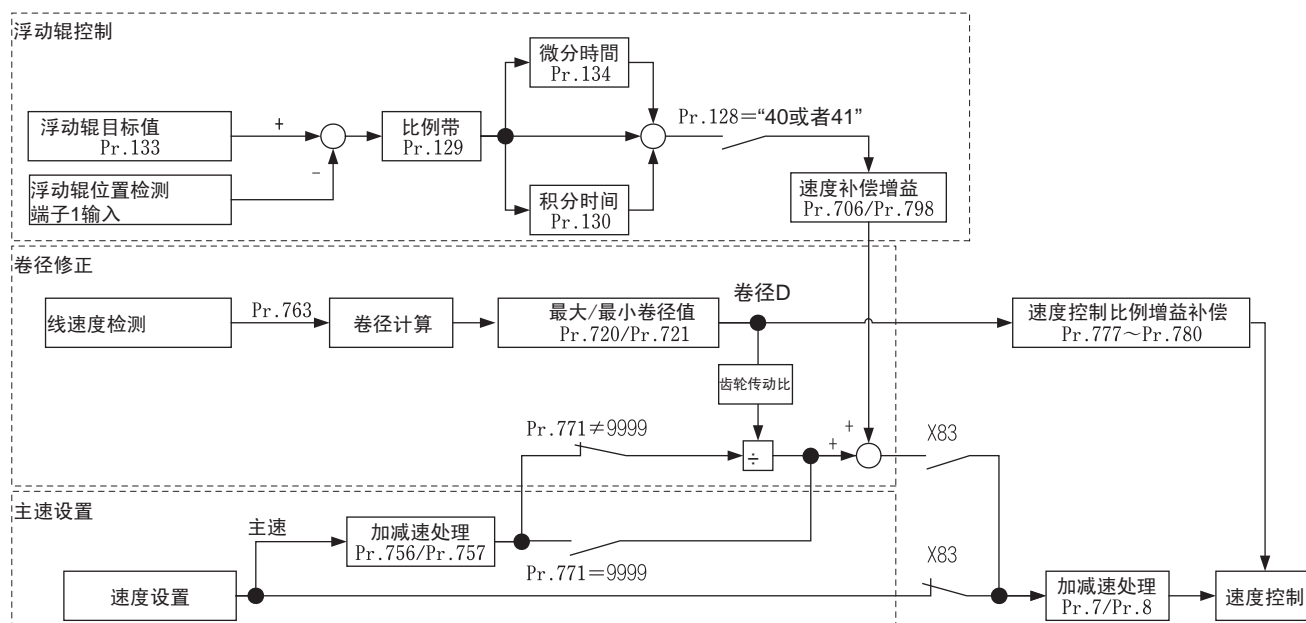 浮动辊控制
微分時間
Pr.134
浮动辊目标值
Pr.133
+
比例带
Pr.129
Pr.128＝“40或者41”
−
浮动辊位置检测
端子1输入
积分时间
Pr.130
速度补偿增益
Pr.706/Pr.798
卷径修正
卷径D
线速度检测
Pr.763
卷径计算
最大/最小卷径值
Pr.720/Pr.721
速度控制比例增益补偿
Pr.777～Pr.780
齿轮传动比
Pr.771≠9999
÷
+
+
X83
主速设置
主速
加减速处理
Pr.756/Pr.757
Pr.771＝9999
X83
速度设置
加减速处理
Pr.7/Pr.8
速度控制